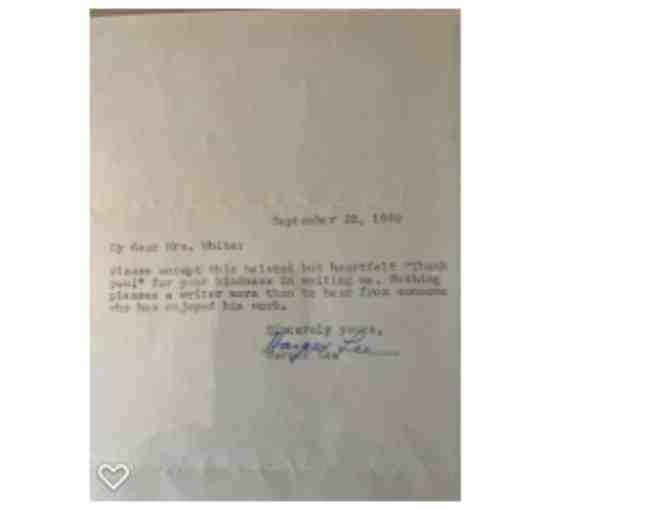 September 22, 1960
My dear Mrs. White:
Please accept this belated but heartfelt "Thank
you!" for your kindness in writing me. Nothing
pleases a writer more than to hear from someone
who has enjoyed his work.
Sincerely yours,
Harper Lee
Harper Lee